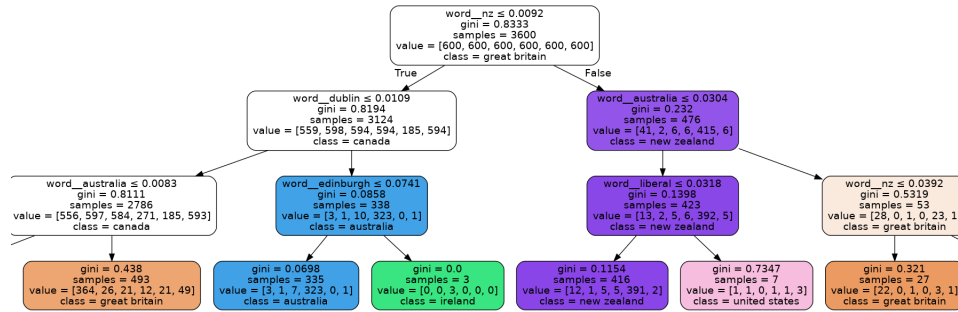 word__nz ≤ 0.0092
gini = 0.8333
samples = 3600
value = [600, 600, 600, 600, 600, 600]
class = great britain
True
False
word__dublin ≤ 0.0109
gini = 0.8194
samples = 3124
value = [559, 598, 594, 594, 185, 594]
class = canada
word__australia ≤ 0.0304
gini = 0.232
samples = 476
value = [41, 2, 6, 6, 415, 6]
class = new zealand
word__australia ≤ 0.0083
gini = 0.8111
samples = 2786
value = [556, 597, 584, 271, 185, 593]
class = canada
word__edinburgh ≤ 0.0741
gini = 0.0858
samples = 338
value = [3, 1, 10, 323, 0, 1]
class = australia
word__liberal ≤ 0.0318
gini = 0.1398
samples = 423
value = [13, 2, 5, 6, 392, 5]
class = new zealand
word__nz ≤ 0.0392
gini = 0.5319
samples = 53
value = [28, 0, 1, 0, 23, 1
class = great britain
gini = 0.438
samples = 493
value = [364, 26, 21, 12, 21, 49]
class = great britain
gini = 0.0698
samples = 335
value = [3, 1, 7, 323, 0, 1]
class = australia
gini = 0.0
samples = 3
value = [0, 0, 3, 0, 0, 0]
class = ireland
gini = 0.1154
samples = 416
value = [12, 1, 5, 5, 391, 2]
class = new zealand
gini = 0.7347
samples = 7
value = [1, 1, 0, 1, 1, 3]
class = united states
gini = 0.321
samples = 27
value = [22, 0, 1, 0, 3, 1]
class = great britain